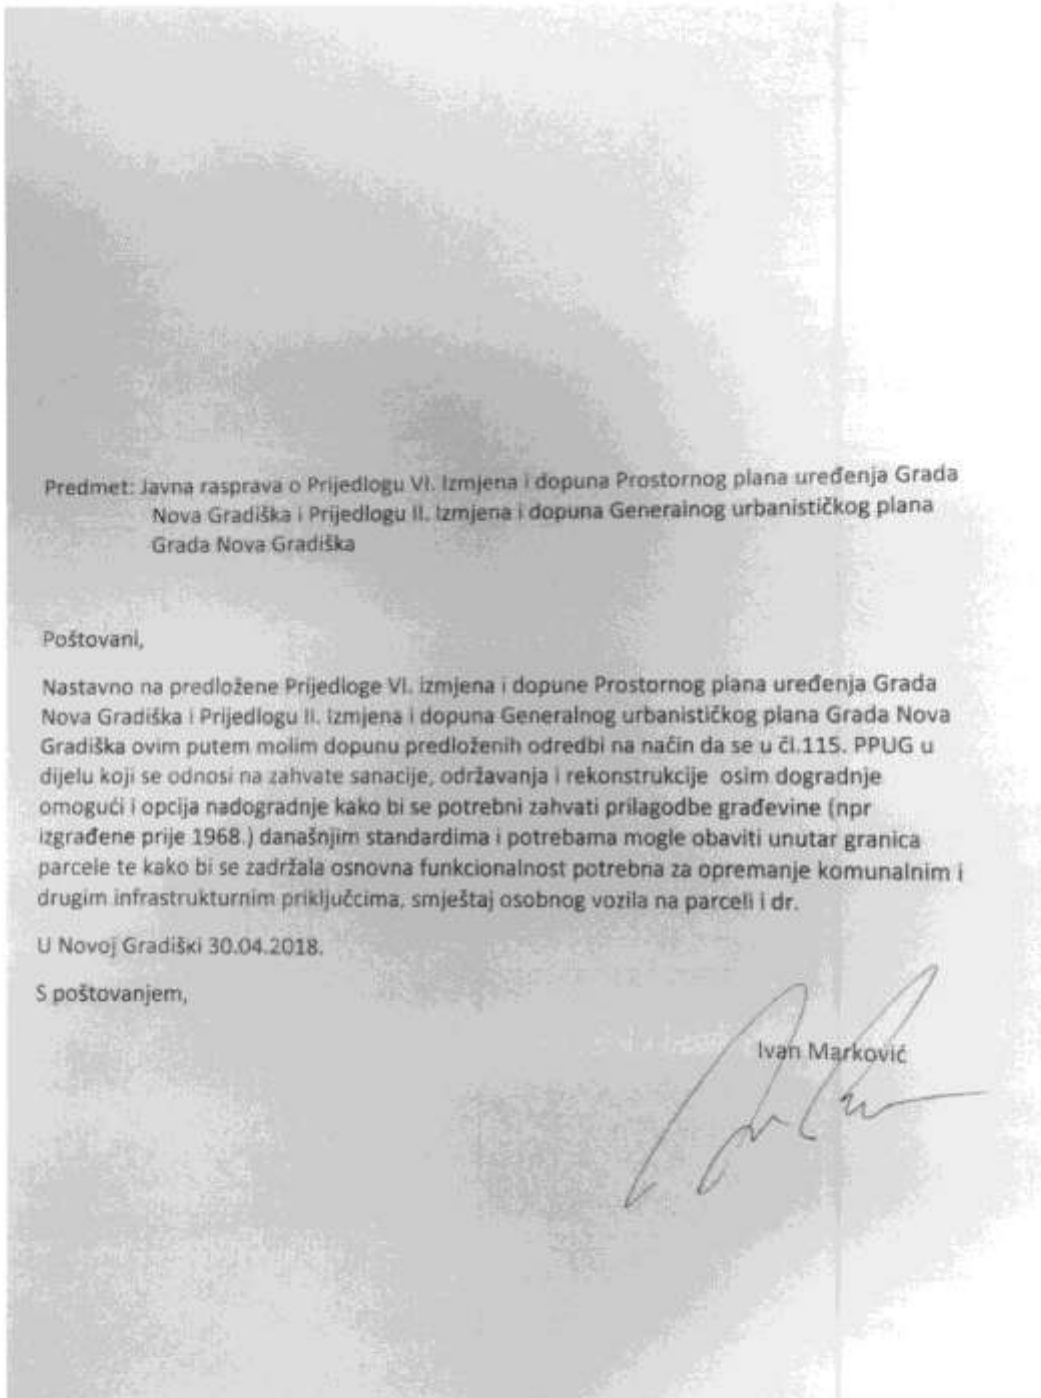 Predmet: Javna rasprava o Prijedlogu VI. Izmjena i dopuna Prostornog plana uređenja Grada
Nova Gradiška i Prijedlogu II. Izmjena i dopuna Generalnog urbanističkog plana
Grada Nova Gradiška
Poštovani,
Nastavno na predložene Prijedloge VI. izmjena i dopune Prostornog plana uređenja Grada
Nova Gradiška i Prijedlogu II. Izmjena i dopuna Generalnog urbanističkog plana Grada Nova
Gradiška ovim putem molim dopunu predloženih odredbi na način da se u čl.115. PPUG u
dijelu koji se odnosi na zahvate sanacije, održavanja i rekonstrukcije osim dogradnje
omogući i opcija nadogradnje kako bi se potrebni zahvati prilagodbe građevine (npr
izgrađene prije 1968.) današnjim standardima i potrebama mogle obaviti unutar granica
parcele te kako bi se zadržala osnovna funkcionalnost potrebna za opremanje komunalnim i
drugim infrastrukturnim priključcima, smještaj osobnog vozila na parceli i dr.
U Novoj Gradiški 30.04.2018.
S poštovanjem,
Ivan Marković